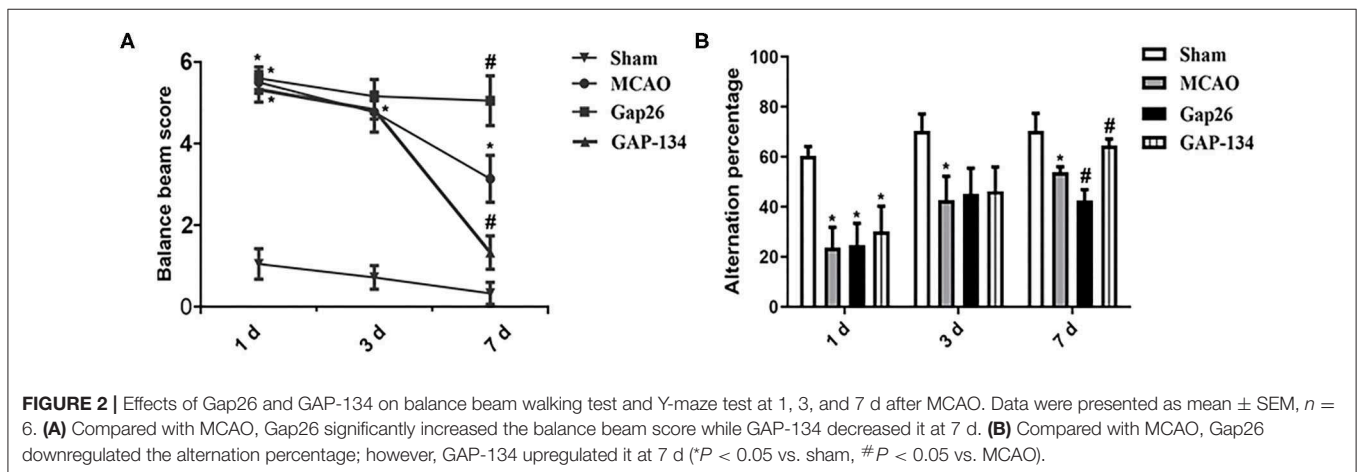 A
B
Balance beam score
6
4
2
0
* * * * * # #
1 d 3 d 7 d
Sham
MCAO
Gap26
GAP-134
Alternation percentage
100
80
60
40
20
0
* * * * * # #
1 d 3 d 7 d
Sham
MCAO
Gap26
GAP-134
FIGURE 2 | Effects of Gap26 and GAP-134 on balance beam walking test and Y-maze test at 1, 3, and 7 d after MCAO. Data were presented as mean ± SEM, n =
6. (A) Compared with MCAO, Gap26 significantly increased the balance beam score while GAP-134 decreased it at 7 d. (B) Compared with MCAO, Gap26
downregulated the alternation percentage; however, GAP-134 upregulated it at 7 d (*P < 0.05 vs. sham, #P < 0.05 vs. MCAO).